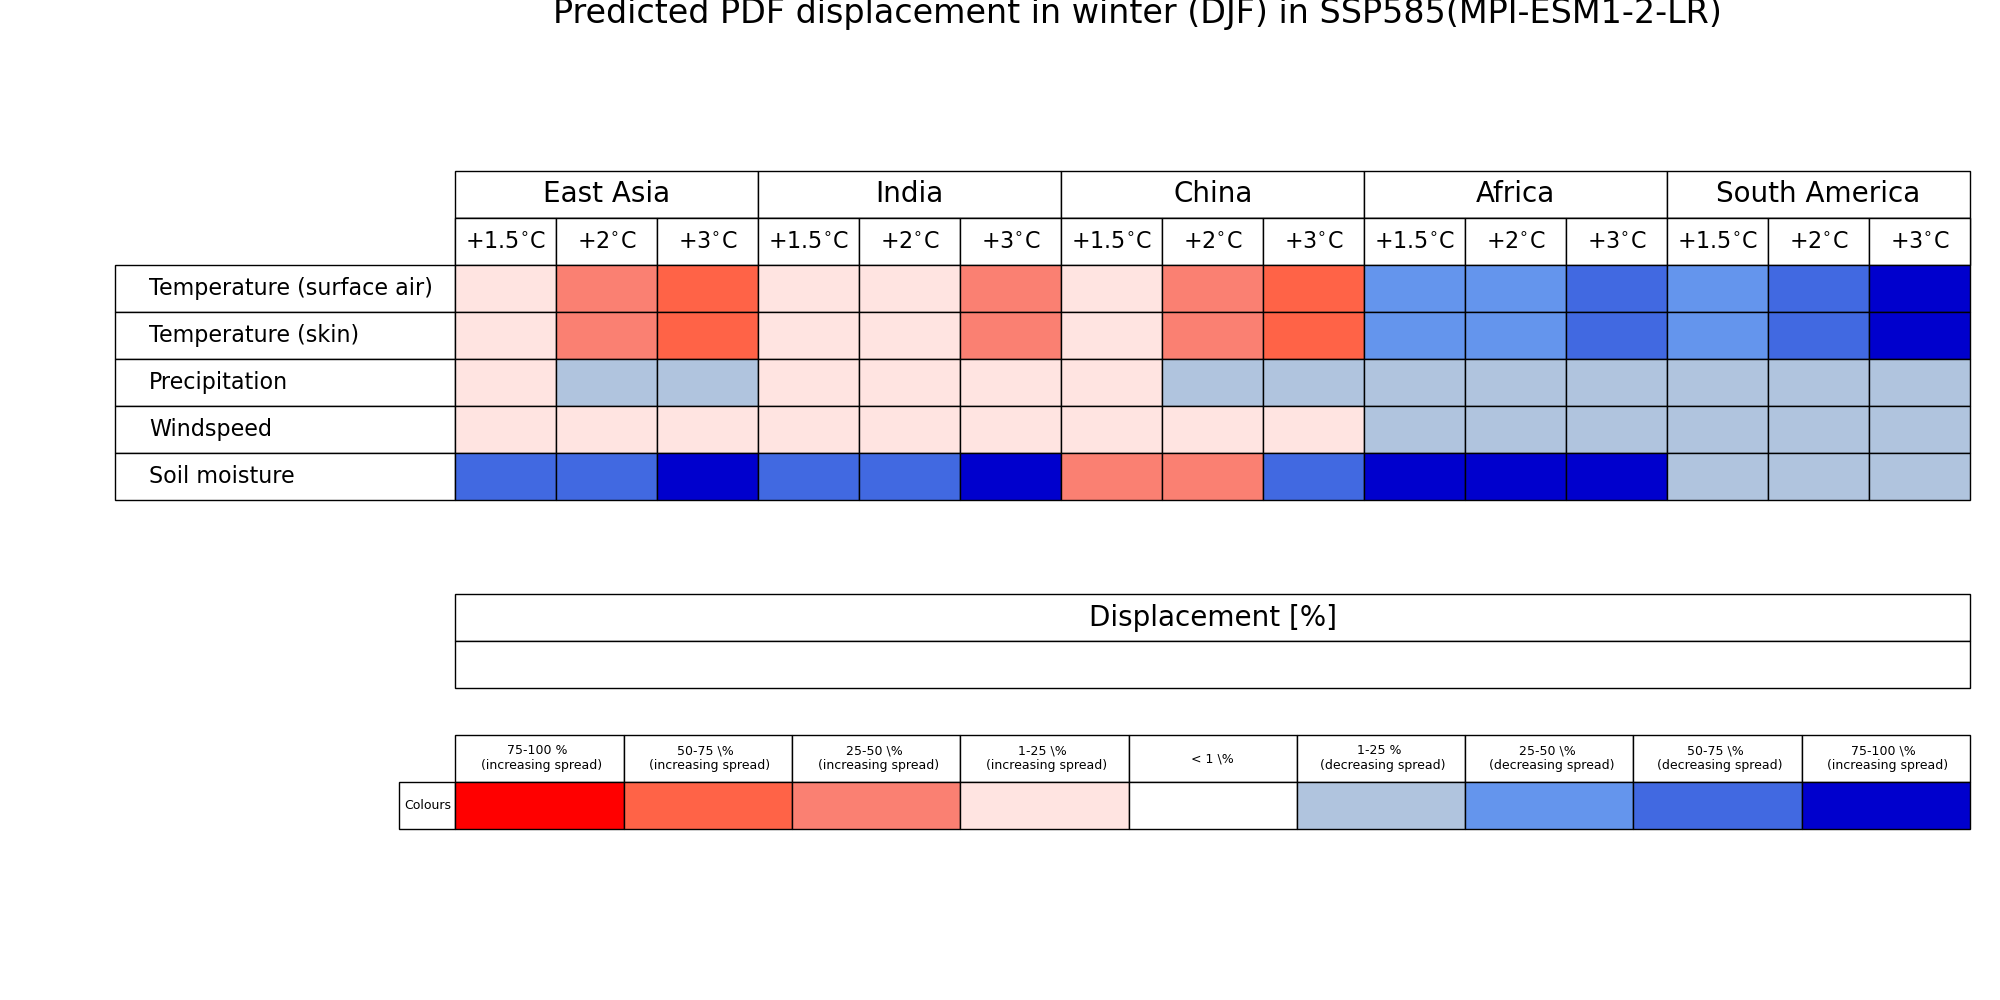 Predicted PDF displacement in winter (DJF) in SSP585(MPI-ESM1-2-LR)
East Asia India China Africa South America
+1.5°C +2°C +3°C +1.5°C +2°C +3°C +1.5°C +2°C +3°C +1.5°C +2°C +3°C +1.5°C +2°C +3°C
Temperature (surface air)
Temperature (skin)
Precipitation
Windspeed
Soil moisture
Displacement [%]
75-100 %
(increasing spread)
50-75 \%
(increasing spread)
25-50 \%
(increasing spread)
1-25 \%
(increasing spread)
< 1 \%
1-25 %
(decreasing spread)
25-50 \%
(decreasing spread)
50-75 \%
(decreasing spread)
75-100 \%
(increasing spread)
Colours